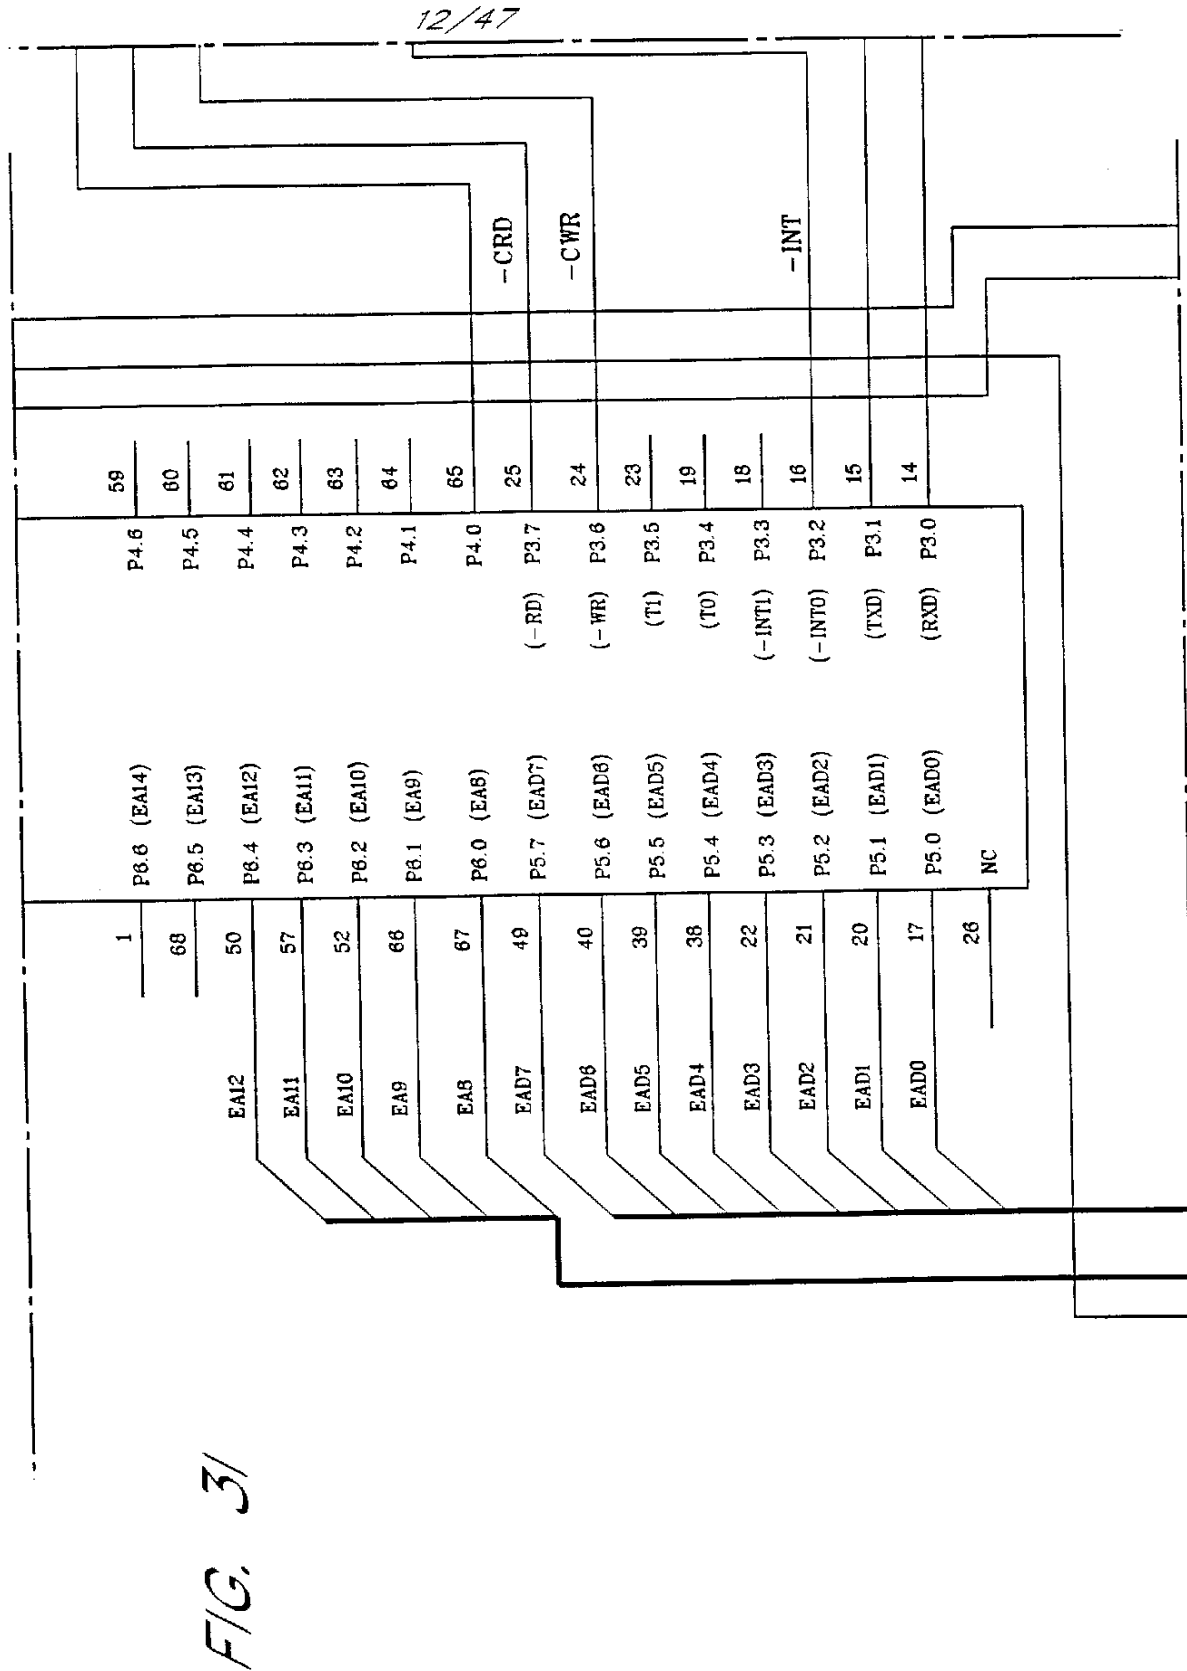 12/47
59
60
61
62
63
64
65
25
24
23
19
18
16
15
14
-CRD
-CWR
-INT
P4.6
P4.5
P4.4
P4.3
P4.2
P4.1
P4.0
(-RD) P3.7
(-WR) P3.6
(T1) P3.5
(T0) P3.4
(-INT1) P3.3
(-INT0) P3.2
(TXD) P3.1
(RXD) P3.0
P6.6 (EA14)
P6.5 (EA13)
P6.4 (EA12)
P6.3 (EA11)
P6.2 (EA10)
P6.1 (EA9)
P6.0 (EA8)
P5.7 (EAD7)
P5.6 (EAD6)
P5.5 (EAD5)
P5.4 (EAD4)
P5.3 (EAD3)
P5.2 (EAD2)
P5.1 (EAD1)
P5.0 (EAD0)
NC
1
68
50
57
52
66
67
49
40
39
38
22
21
20
17
26
EA12
EA11
EA10
EA9
EA8
EAD7
EAD6
EAD5
EAD4
EAD3
EAD2
EAD1
EAD0
FIG. 31